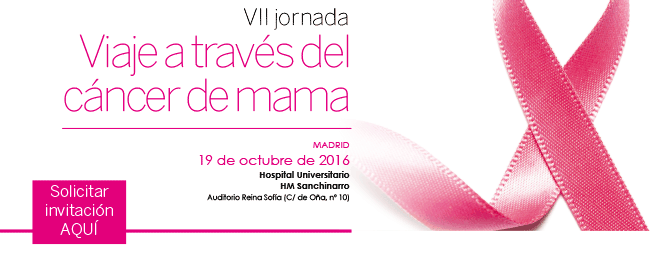 VII jornada
Viaje a través del
cáncer de mama
MADRID
19 de octubre de 2016
Hospital Universitario
HM Sanchinarro
Auditorio Reina Sofía (C/ de Oña, nº 10)
Solicitar
invitación
AQUÍ